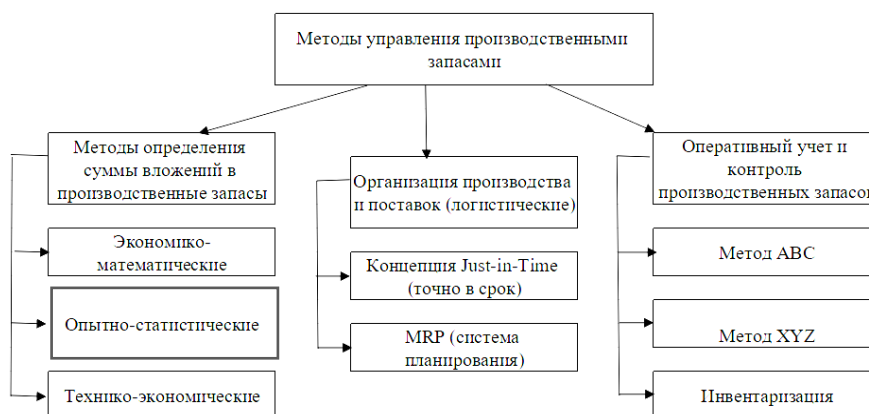 Методы управления производственными
запасами
Методы определения
суммы вложений в
производственные запасы
Экономико-
математические
Опытно-статистические
Технико-экономические
Организация производства
и поставок (логистические)
Концепция Just-in-Time
(точно в срок)
MRP (система
планирования)
Оперативный учет и
контроль
производственных запасов
Метод ABC
Метод XYZ
Инвентаризация